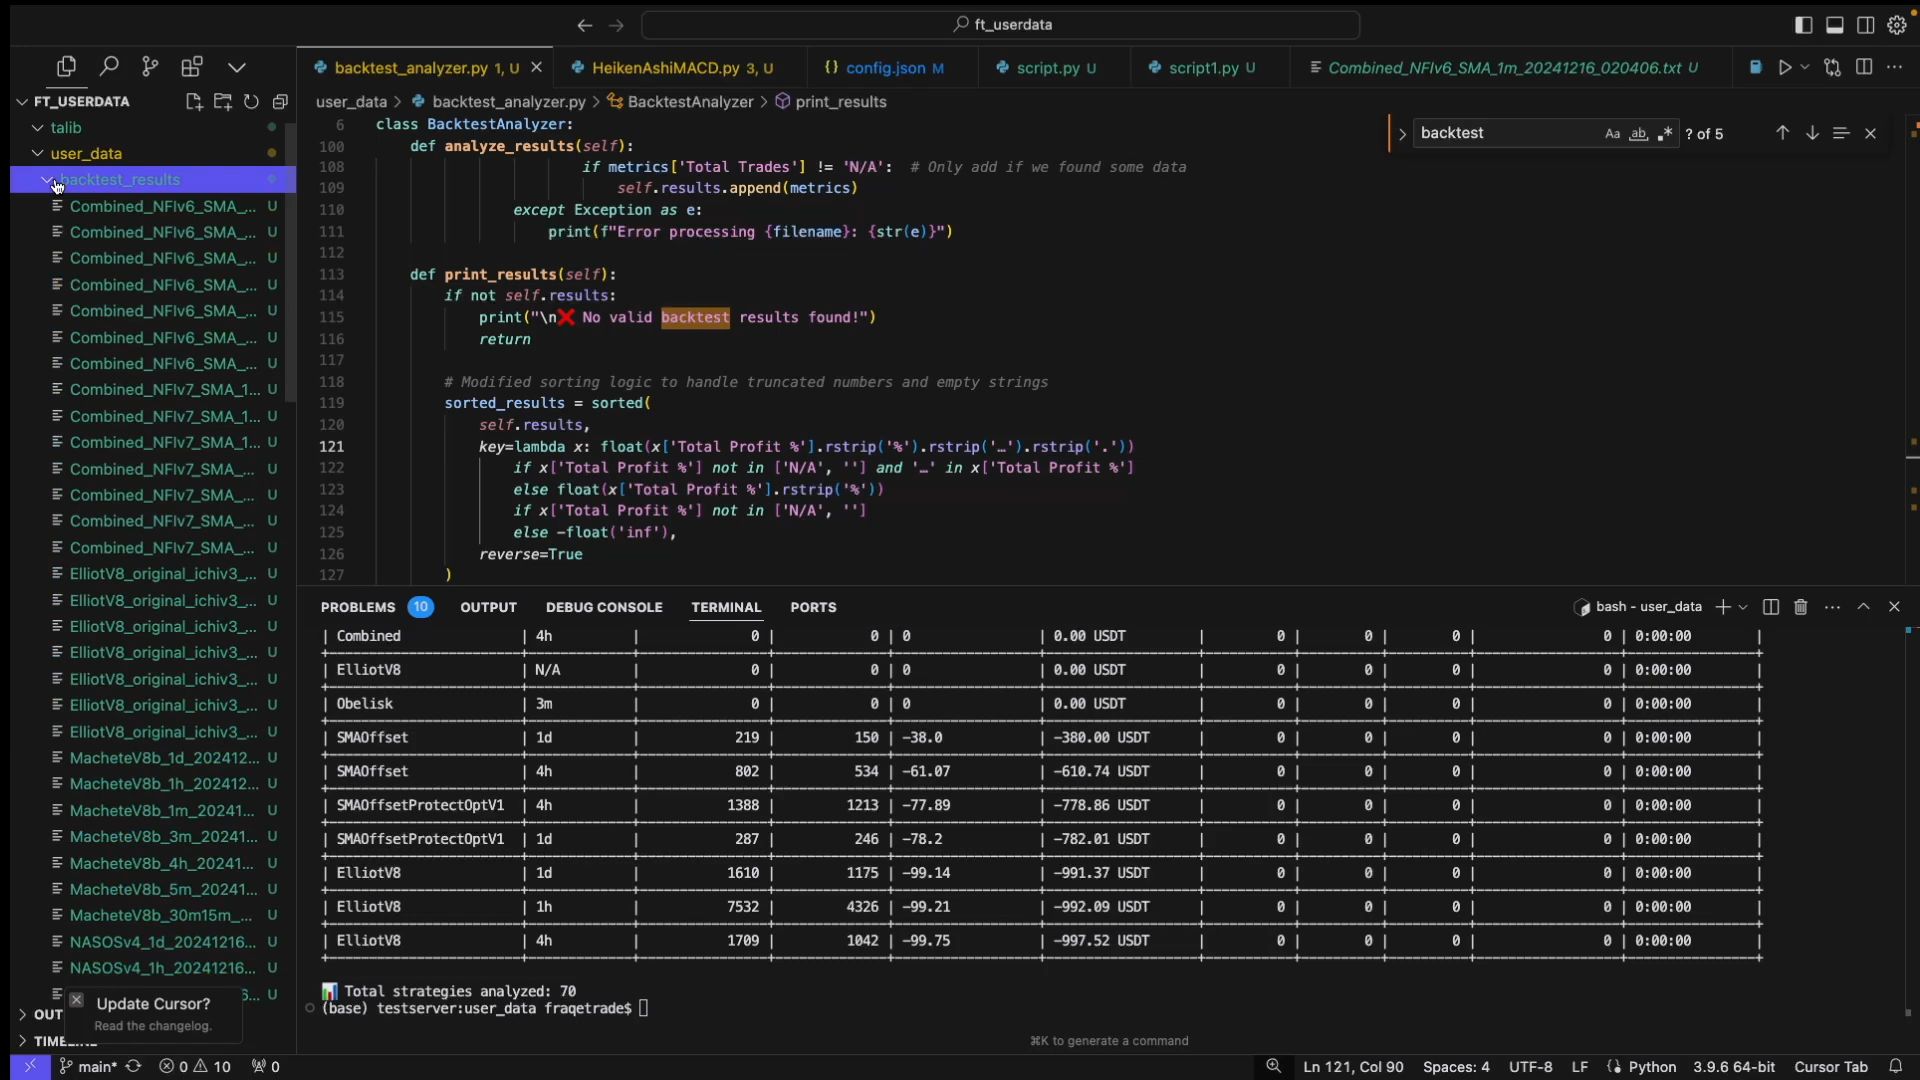 ft_userdata
backtest_analyzer.py 1, U
HeikenAshiMACD.py 3, U
config.json M
script.py U
script1.py U
Combined_NFIv6_SMA_1m_20241216_020406.txt U
FT_USERDATA
user_data > backtest_analyzer.py > BacktestAnalyzer > print_results
talib
user_data
backtest_results
Combined_NFIv6_SMA_... U
Combined_NFIv6_SMA_... U
Combined_NFIv6_SMA_... U
Combined_NFIv6_SMA_... U
Combined_NFIv6_SMA_... U
Combined_NFIv6_SMA_... U
Combined_NFIv6_SMA_... U
Combined_NFIv7_SMA_1... U
Combined_NFIv7_SMA_1... U
Combined_NFIv7_SMA_1... U
Combined_NFIv7_SMA_... U
Combined_NFIv7_SMA_... U
Combined_NFIv7_SMA_... U
Combined_NFIv7_SMA_... U
ElliotV8_original_ichiv3_... U
ElliotV8_original_ichiv3_... U
ElliotV8_original_ichiv3_... U
ElliotV8_original_ichiv3_... U
ElliotV8_original_ichiv3_... U
ElliotV8_original_ichiv3_... U
ElliotV8_original_ichiv3_... U
MacheteV8b_1d_202412... U
MacheteV8b_1h_202412... U
MacheteV8b_1m_20241... U
MacheteV8b_3m_20241... U
MacheteV8b_4h_20241... U
MacheteV8b_5m_20241... U
MacheteV8b_30m15m_... U
NASOSv4_1d_20241216... U
NASOSv4_1h_20241216... U
6... U
OUT
TIMELINE
Update Cursor?
Read the changelog.
backtest
Aa ab .* ? of 5
6 class BacktestAnalyzer:
100 def analyze_results(self):
108 if metrics['Total Trades'] != 'N/A': # Only add if we found some data
109 self.results.append(metrics)
110 except Exception as e:
111 print(f"Error processing {filename}: {str(e)}")
112
113 def print_results(self):
114 if not self.results:
115 print("\n❌ No valid backtest results found!")
116 return
117
118 # Modified sorting logic to handle truncated numbers and empty strings
119 sorted_results = sorted(
120 self.results,
121 key=lambda x: float(x['Total Profit %'].rstrip('%').rstrip('…').rstrip('.'))
122 if x['Total Profit %'] not in ['N/A', ''] and '…' in x['Total Profit %']
123 else float(x['Total Profit %'].rstrip('%'))
124 if x['Total Profit %'] not in ['N/A', '']
125 else -float('inf'),
126 reverse=True
127 )
PROBLEMS 10 OUTPUT DEBUG CONSOLE TERMINAL PORTS
bash - user_data
| Combined | 4h | 0 | 0 | 0 | 0.00 USDT | 0 | 0 | 0 | 0 | 0:00:00 |
| ElliotV8 | N/A | 0 | 0 | 0 | 0.00 USDT | 0 | 0 | 0 | 0 | 0:00:00 |
| Obelisk | 3m | 0 | 0 | 0 | 0.00 USDT | 0 | 0 | 0 | 0 | 0:00:00 |
| SMAOffset | 1d | 219 | 150 | -38.0 | -380.00 USDT | 0 | 0 | 0 | 0 | 0:00:00 |
| SMAOffset | 4h | 802 | 534 | -61.07 | -610.74 USDT | 0 | 0 | 0 | 0 | 0:00:00 |
| SMAOffsetProtectOptV1 | 4h | 1388 | 1213 | -77.89 | -778.86 USDT | 0 | 0 | 0 | 0 | 0:00:00 |
| SMAOffsetProtectOptV1 | 1d | 287 | 246 | -78.2 | -782.01 USDT | 0 | 0 | 0 | 0 | 0:00:00 |
| ElliotV8 | 1d | 1610 | 1175 | -99.14 | -991.37 USDT | 0 | 0 | 0 | 0 | 0:00:00 |
| ElliotV8 | 1h | 7532 | 4326 | -99.21 | -992.09 USDT | 0 | 0 | 0 | 0 | 0:00:00 |
| ElliotV8 | 4h | 1709 | 1042 | -99.75 | -997.52 USDT | 0 | 0 | 0 | 0 | 0:00:00 |
📊 Total strategies analyzed: 70
(base) testserver:user_data fraqetrade$
⌘K to generate a command
main* 0 10 0
Ln 121, Col 90 Spaces: 4 UTF-8 LF Python 3.9.6 64-bit Cursor Tab